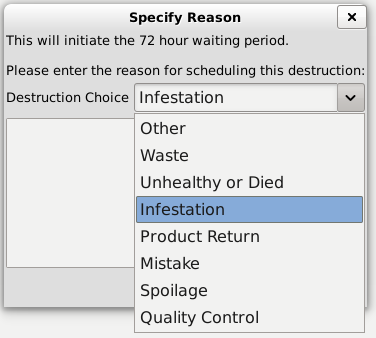 Specify Reason
This will initiate the 72 hour waiting period.
Please enter the reason for scheduling this destruction:
Destruction Choice Infestation
Other
Waste
Unhealthy or Died
Infestation
Product Return
Mistake
Spoilage
Quality Control